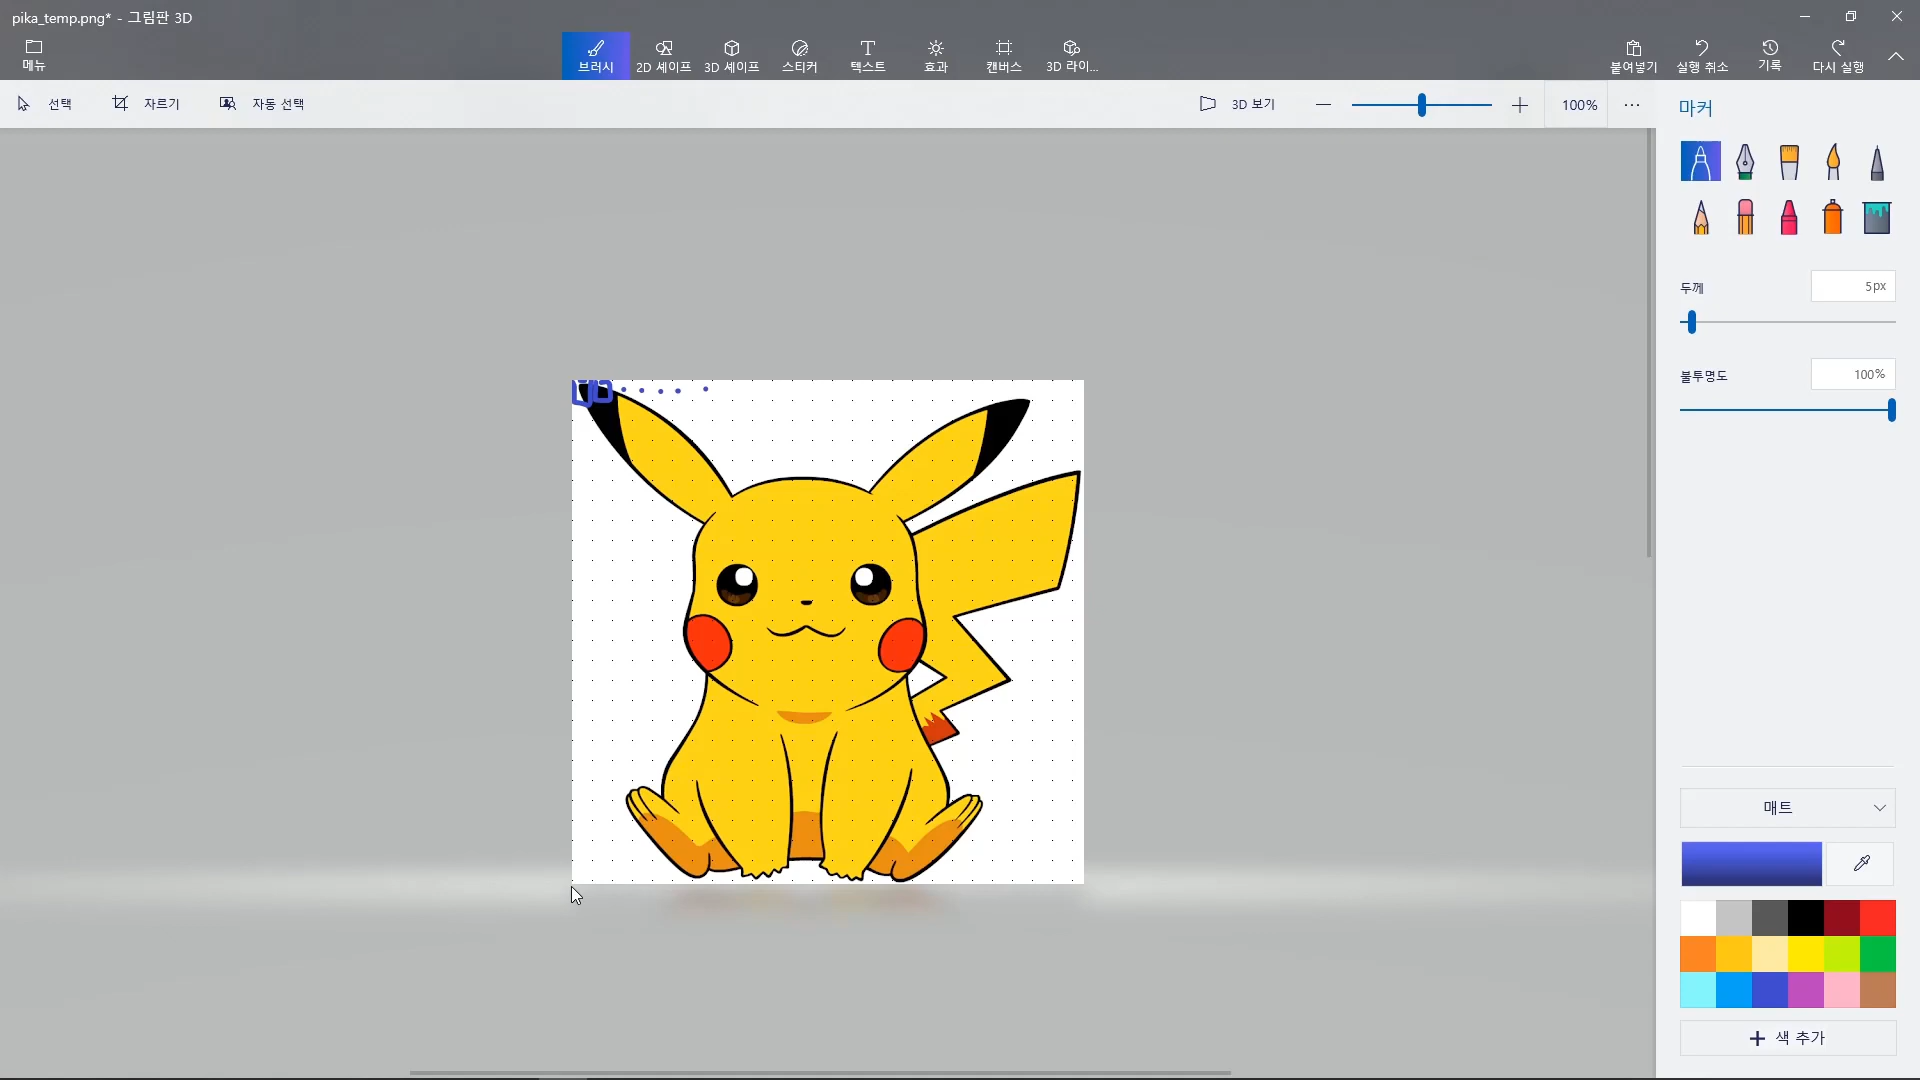 pika_temp.png* - 그림판 3D
메뉴
브러시
2D 셰이프
3D 셰이프
스티커
텍스트
효과
캔버스
3D 라이...
붙여넣기
실행 취소
기록
다시 실행
선택
자르기
자동 선택
3D 보기
100%
마커
두께
5px
불투명도
100%
매트
색 추가